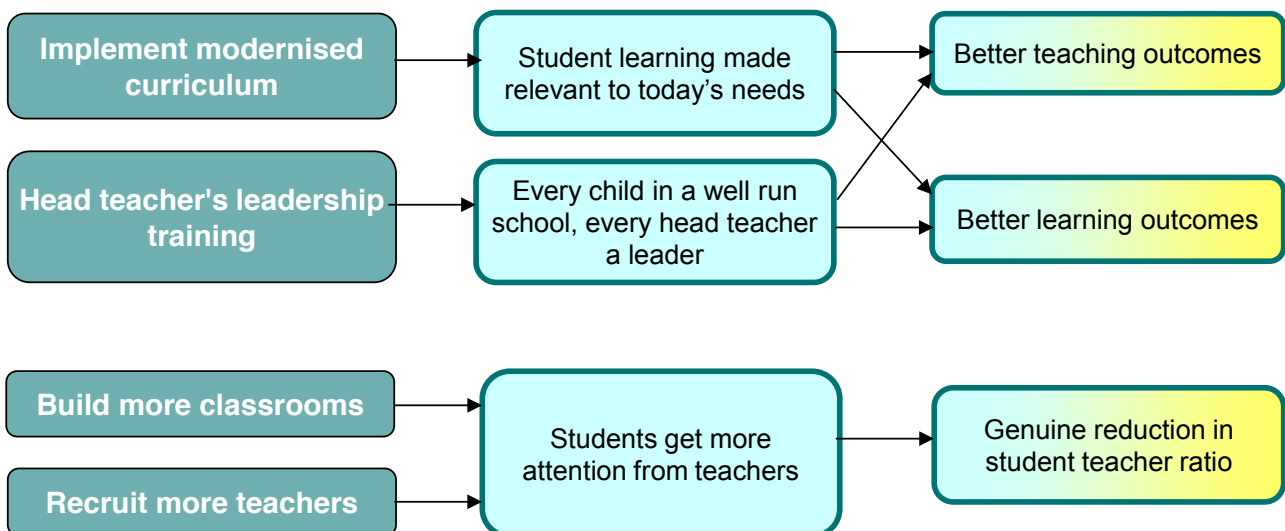 Implement modernised
curriculum
Student learning made
relevant to today’s needs
Better teaching outcomes
Head teacher's leadership
training
Every child in a well run
school, every head teacher
a leader
Better learning outcomes
Build more classrooms
Recruit more teachers
Students get more
attention from teachers
Genuine reduction in
student teacher ratio